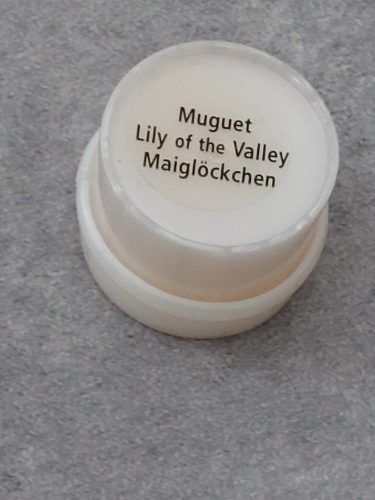 Muguet
Lily of the Valley
Maiglöckchen